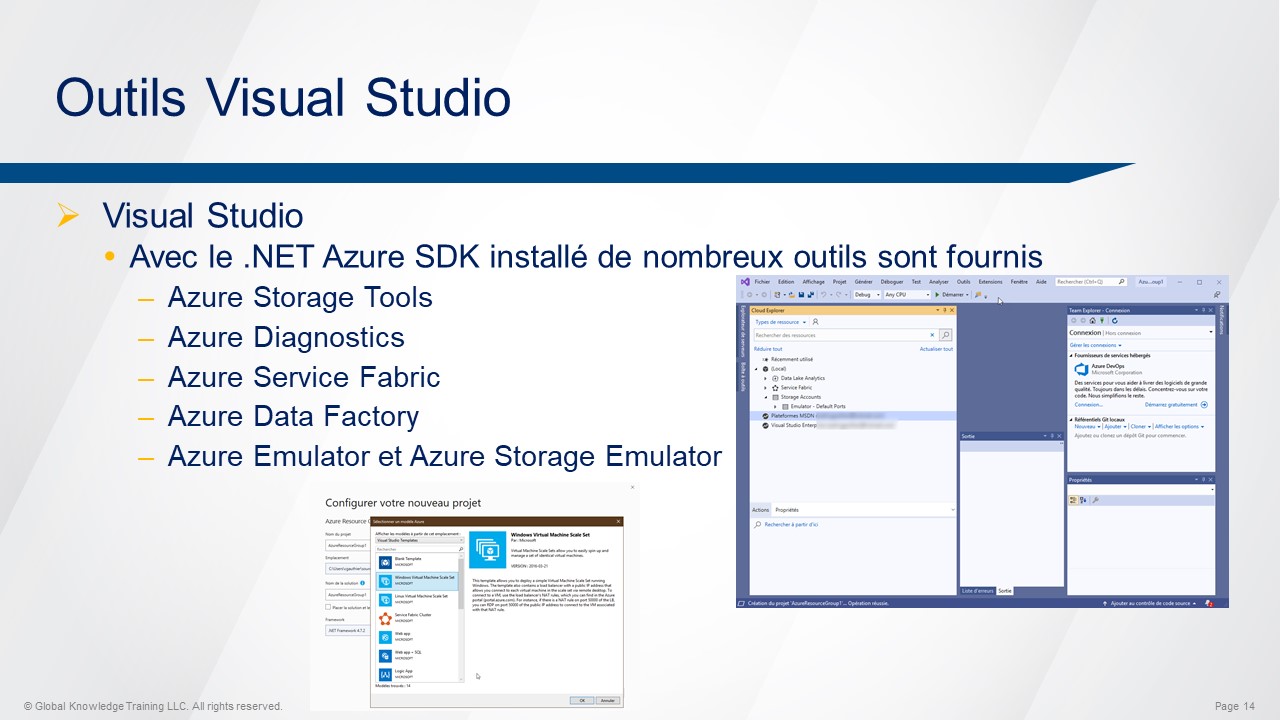 Outils Visual Studio
Visual Studio
Avec le .NET Azure SDK installé de nombreux outils sont fournis
– Azure Storage Tools
– Azure Diagnostics
– Azure Service Fabric
– Azure Data Factory
– Azure Emulator et Azure Storage Emulator
Fichier Edition Affichage Projet Générer Déboguer Test Analyser Outils Extensions Fenêtre Aide Rechercher (Ctrl+Q) Azu...oup1
Debug Any CPU Démarrer
Cloud Explorer
Types de ressource
Rechercher des ressources
Réduire tout Actualiser tout
Récemment utilisé
(Local)
Data Lake Analytics
Service Fabric
Storage Accounts
Emulator - Default Ports
Plateformes MSDN
Visual Studio Enterp
Actions Propriétés
Rechercher à partir d'ici
Team Explorer - Connexion
Connexion | Hors connexion
Gérer les connexions
Fournisseurs de services hébergés
Azure DevOps
Microsoft Corporation
Des services pour vous aider à livrer des logiciels de grande
qualité. Toujours dans les délais. Concentrez-vous sur votre
code. Nous simplifions le reste.
Connexion... Démarrez gratuitement
Référentiels Git locaux
Nouveau | Ajouter | Cloner | Afficher les options
Ajoutez ou clonez un dépôt Git pour commencer.
Sortie
Propriétés
Liste d'erreurs Sortie
Notifications
Création du projet 'AzureResourceGroup1'... Opération réussie. Ajouter au contrôle de code source 2
Configurer votre nouveau projet
Azure Resource
Nom du projet
AzureResourceGroup1
Emplacement
Nom de la solution
AzureResourceGroup1
Placer la solution et le
Framework
.NET Framework 4.7.2
Sélectionner un modèle Azure
Afficher les modèles à partir de cet emplacement :
Visual Studio Templates
Rechercher
Blank Template
MICROSOFT
Windows Virtual Machine Scale Set
MICROSOFT
Linux Virtual Machine Scale Set
MICROSOFT
Service Fabric Cluster
MICROSOFT
Web app
MICROSOFT
Web app + SQL
MICROSOFT
Logic App
MICROSOFT
Modèles trouvés : 14
Windows Virtual Machine Scale Set
Par : Microsoft
Virtual Machine Scale Sets allow you to easily spin up and
manage a set of identical virtual machines.
VERSION : 2016-03-21
This template allows you to deploy a simple Virtual Machine Scale Set running
Windows. The template also contains a load balancer with a public IP address that
allows you to connect each virtual machine in the scale set via remote desktop. To
connect to a VM, use the load balancer's NAT rules, which you can find in the Azure
portal (portal.azure.com). For instance, if there is a NAT rule on port 50000 of the LB,
you can RDP on port 50000 of the public IP address to connect to the VM associated
with that NAT rule.
OK Annuler
© Global Knowledge Training LLC. All rights reserved.
Page 14